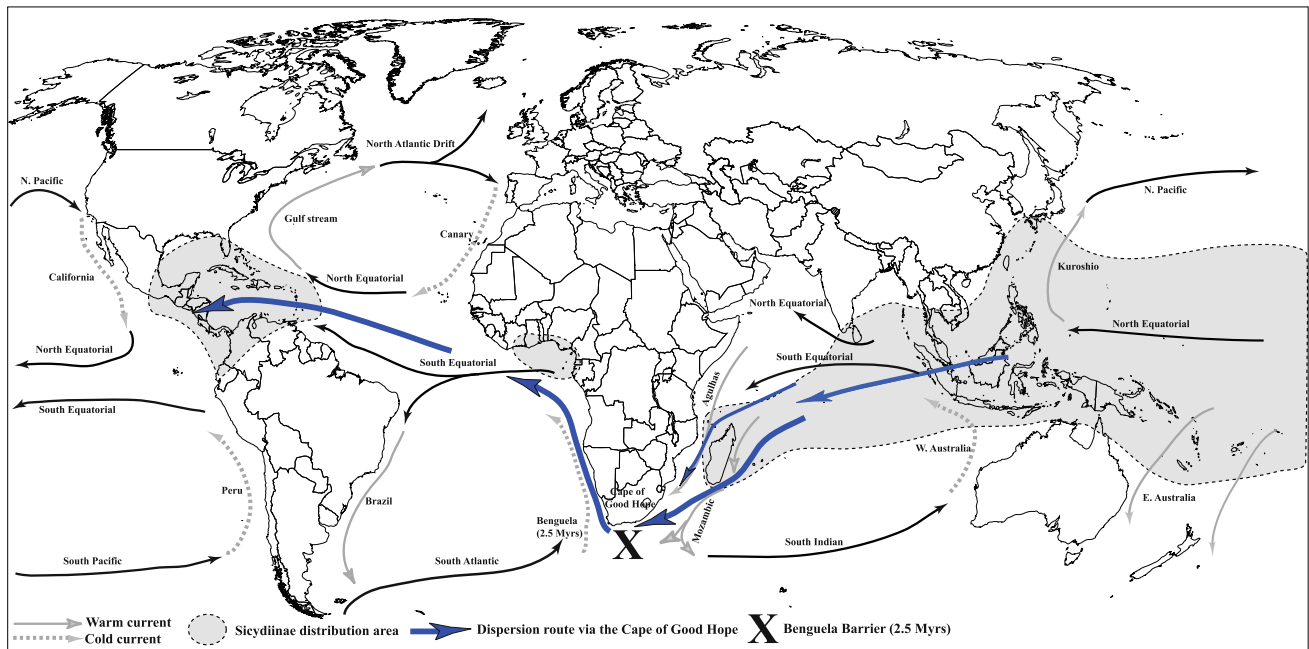 North Atlantic Drift
N. Pacific
N. Pacific
Gulf stream
Canary
California
Kuroshio
North Equatorial
North Equatorial
North Equatorial
North Equatorial
South Equatorial
South Equatorial
South Equatorial
Agulhas
W. Australia
Peru
Brazil
Cape of
Good Hope
Mozambic
E. Australia
Benguela
(2.5 Myrs)
X
South Indian
South Pacific
South Atlantic
Warm current
Cold current
Sicydiinae distribution area
Dispersion route via the Cape of Good Hope
X Benguela Barrier (2.5 Myrs)